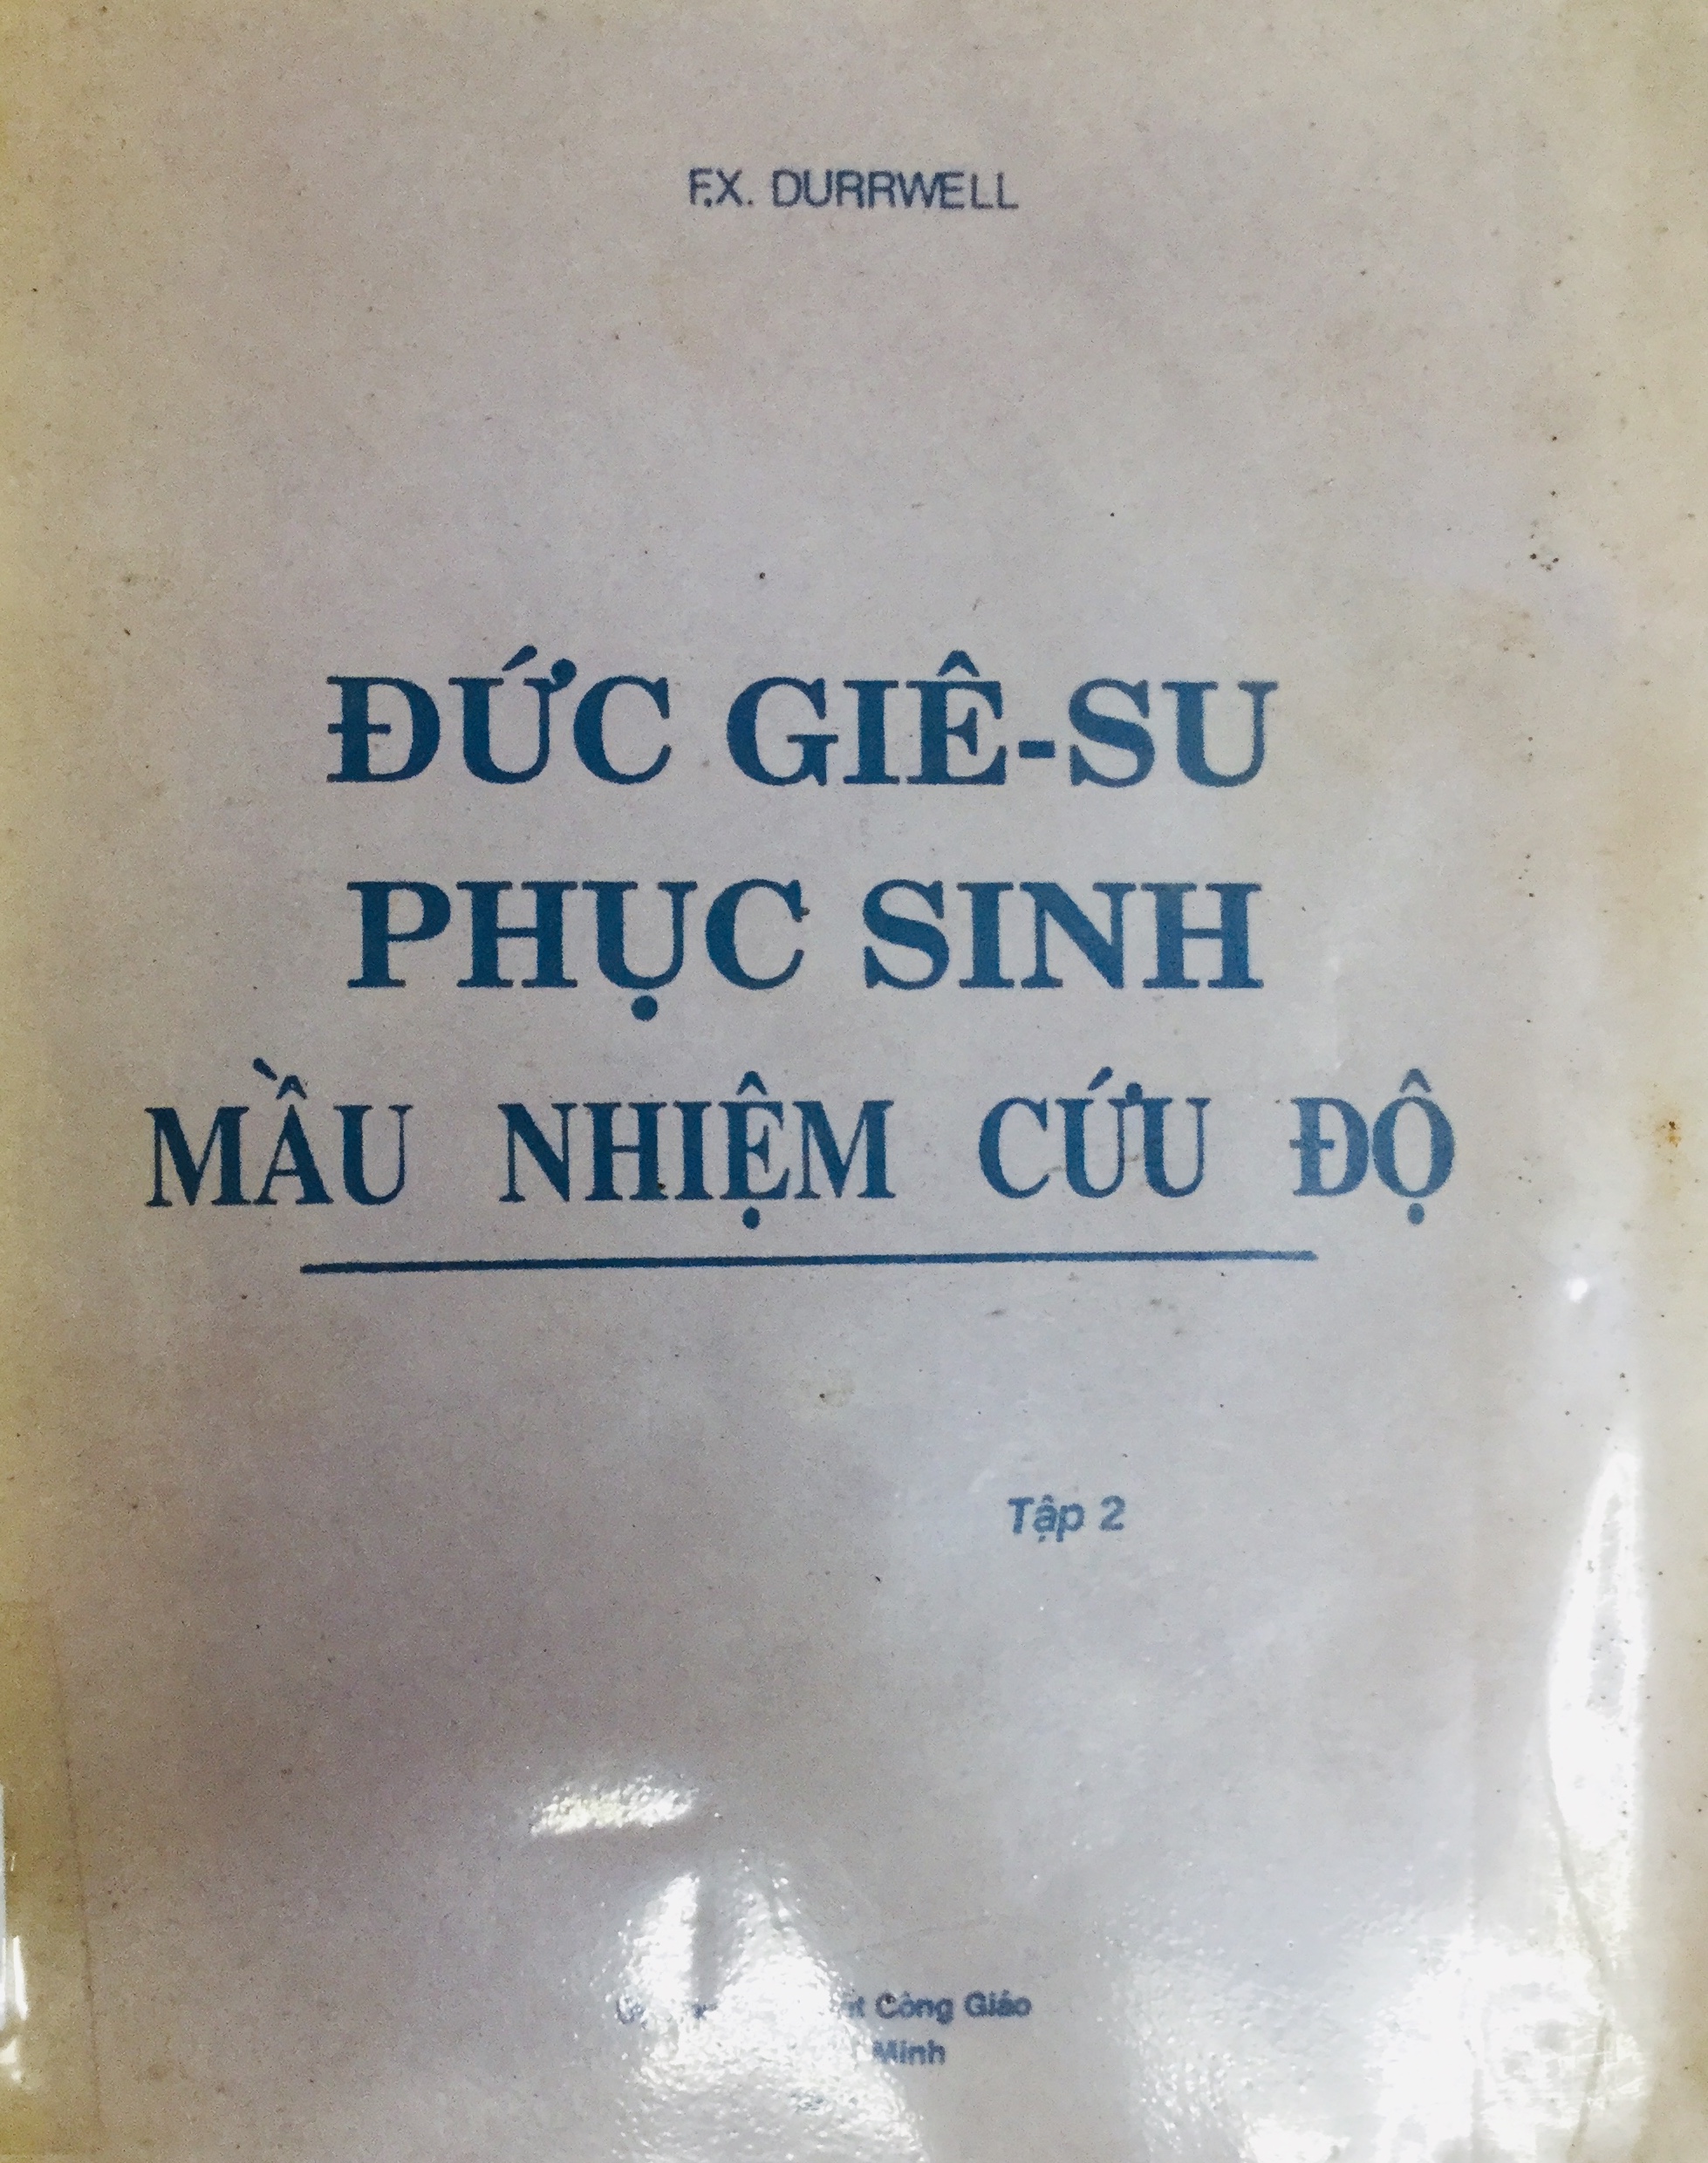 F.X. DURRWELL
ĐỨC GIÊ-SU
PHỤC SINH
MẦU NHIỆM CỨU ĐỘ
Tập 2
Công Giáo
Minh